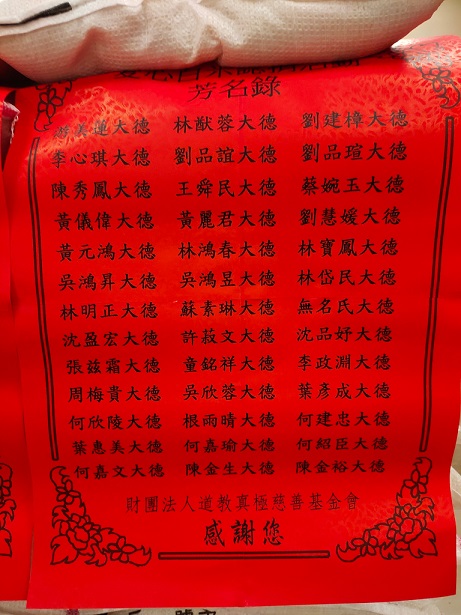 芳名錄
美蓮大德 林猷蓉大德 劉建樟大德
李心琪大德 劉品誼大德 劉品瑄大德
陳秀鳳大德 王舜民大德 蔡婉玉大德
黃儀偉大德 黃麗君大德 劉慧媛大德
黃元鴻大德 林鴻春大德 林寶鳳大德
吳鴻昇大德 吳鴻昱大德 林岱民大德
林明正大德 蘇素琳大德 無名氏大德
沈盈宏大德 許菽文大德 沈品妤大德
張茲霜大德 童銘祥大德 李政淵大德
周梅貴大德 吳欣蓉大德 葉彥成大德
何欣陵大德 根雨晴大德 何建忠大德
葉惠美大德 何嘉瑜大德 何紹臣大德
何嘉文大德 陳金生大德 陳金裕大德
財團法人道教真極慈善基金會
感謝您